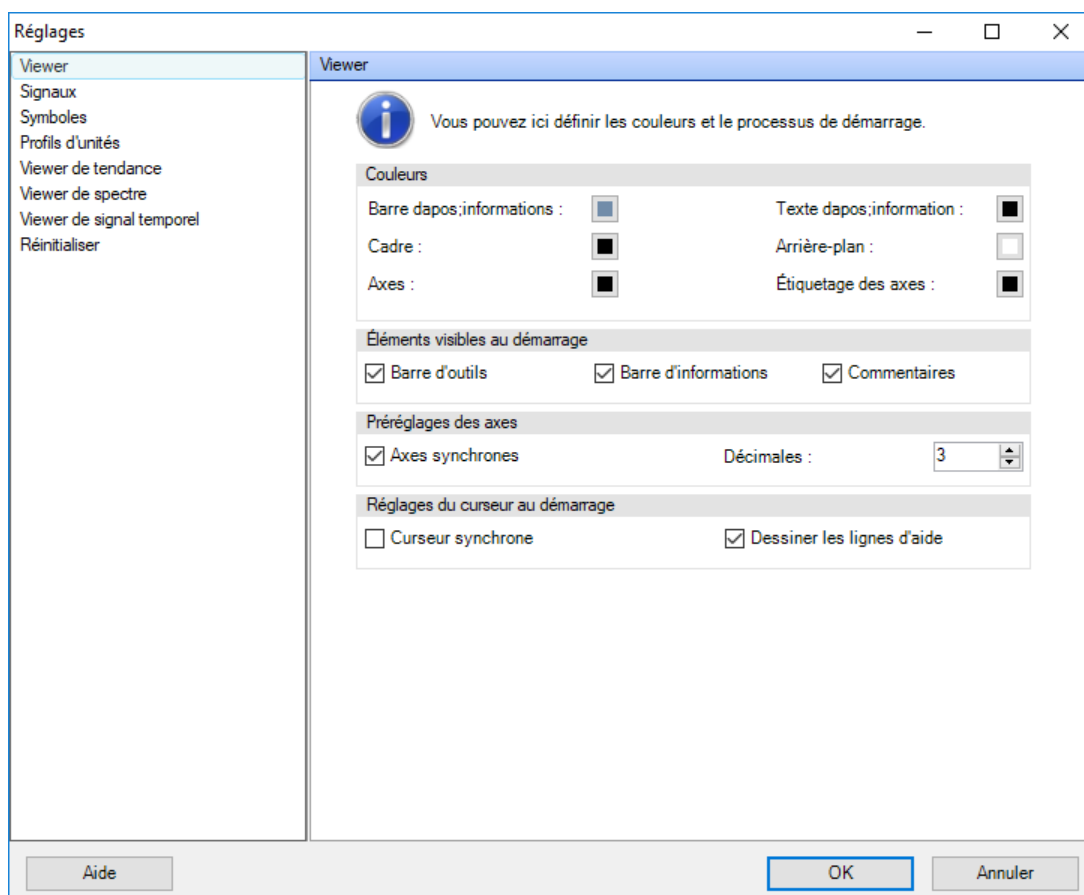 Réglages
Viewer
Signaux
Symboles
Profils d'unités
Viewer de tendance
Viewer de spectre
Viewer de signal temporel
Réinitialiser
Viewer
Vous pouvez ici définir les couleurs et le processus de démarrage.
Couleurs
Barre dapos;informations :
Texte dapos;information :
Cadre :
Arrière-plan :
Axes :
Étiquetage des axes :
Éléments visibles au démarrage
Barre d'outils
Barre d'informations
Commentaires
Préréglages des axes
Axes synchrones
Décimales :
3
Réglages du curseur au démarrage
Curseur synchrone
Dessiner les lignes d'aide
Aide
OK
Annuler